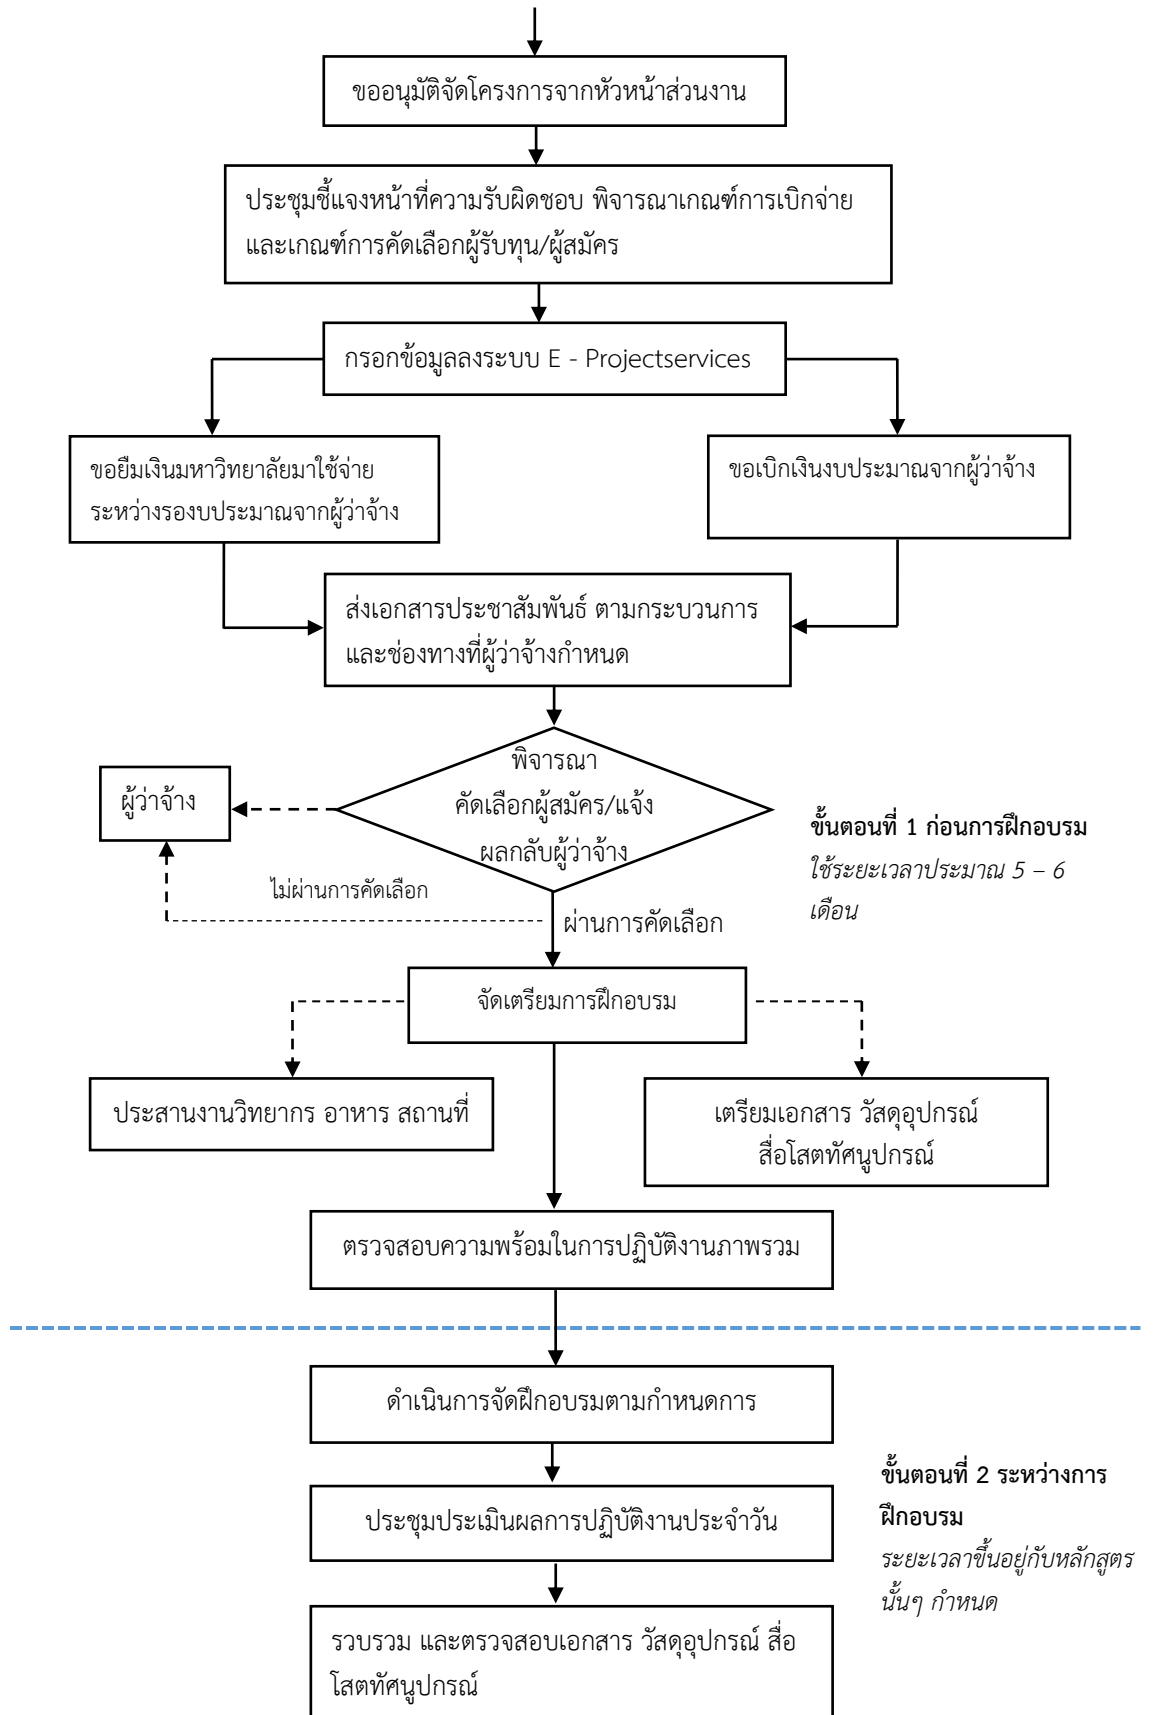 ขออนุมัติจัดโครงการจากหัวหน้าส่วนงาน
ประชุมชี้แจงหน้าที่ความรับผิดชอบ พิจารณาเกณฑ์การเบิกจ่าย
และเกณฑ์การคัดเลือกผู้รับทุน/ผู้สมัคร
กรอกข้อมูลลงระบบ E - Projectservices
ขอยืมเงินมหาวิทยาลัยมาใช้จ่าย
ระหว่างรองบประมาณจากผู้ว่าจ้าง
ขอเบิกเงินงบประมาณจากผู้ว่าจ้าง
ส่งเอกสารประชาสัมพันธ์ ตามกระบวนการ
และช่องทางที่ผู้ว่าจ้างกำหนด
พิจารณา
คัดเลือกผู้สมัคร/แจ้ง
ผลกลับผู้ว่าจ้าง
ผู้ว่าจ้าง
ขั้นตอนที่ 1 ก่อนการฝึกอบรม
ใช้ระยะเวลาประมาณ 5 – 6
เดือน
ไม่ผ่านการคัดเลือก
ผ่านการคัดเลือก
จัดเตรียมการฝึกอบรม
ประสานงานวิทยากร อาหาร สถานที่
เตรียมเอกสาร วัสดุอุปกรณ์
สื่อโสตทัศนูปกรณ์
ตรวจสอบความพร้อมในการปฏิบัติงานภาพรวม
ดำเนินการจัดฝึกอบรมตามกำหนดการ
ประชุมประเมินผลการปฏิบัติงานประจำวัน
ขั้นตอนที่ 2 ระหว่างการ
ฝึกอบรม
ระยะเวลาขึ้นอยู่กับหลักสูตร
นั้นๆ กำหนด
รวบรวม และตรวจสอบเอกสาร วัสดุอุปกรณ์ สื่อ
โสตทัศนูปกรณ์